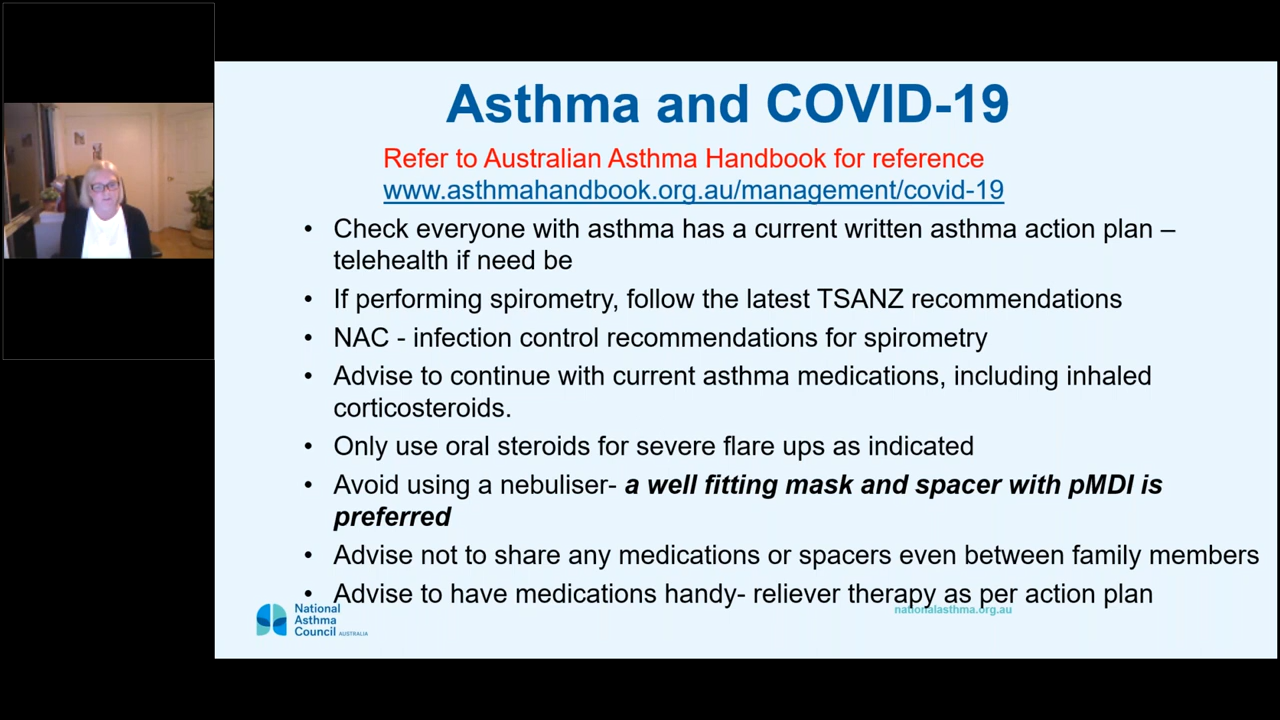 Asthma and COVID-19
Refer to Australian Asthma Handbook for reference
www.asthmahandbook.org.au/management/covid-19
• Check everyone with asthma has a current written asthma action plan –
telehealth if need be
• If performing spirometry, follow the latest TSANZ recommendations
• NAC - infection control recommendations for spirometry
• Advise to continue with current asthma medications, including inhaled
corticosteroids.
• Only use oral steroids for severe flare ups as indicated
• Avoid using a nebuliser- a well fitting mask and spacer with pMDI is
preferred
• Advise not to share any medications or spacers even between family members
• Advise to have medications handy- reliever therapy as per action plan
National
Asthma
Council AUSTRALIA
nationalasthma.org.au